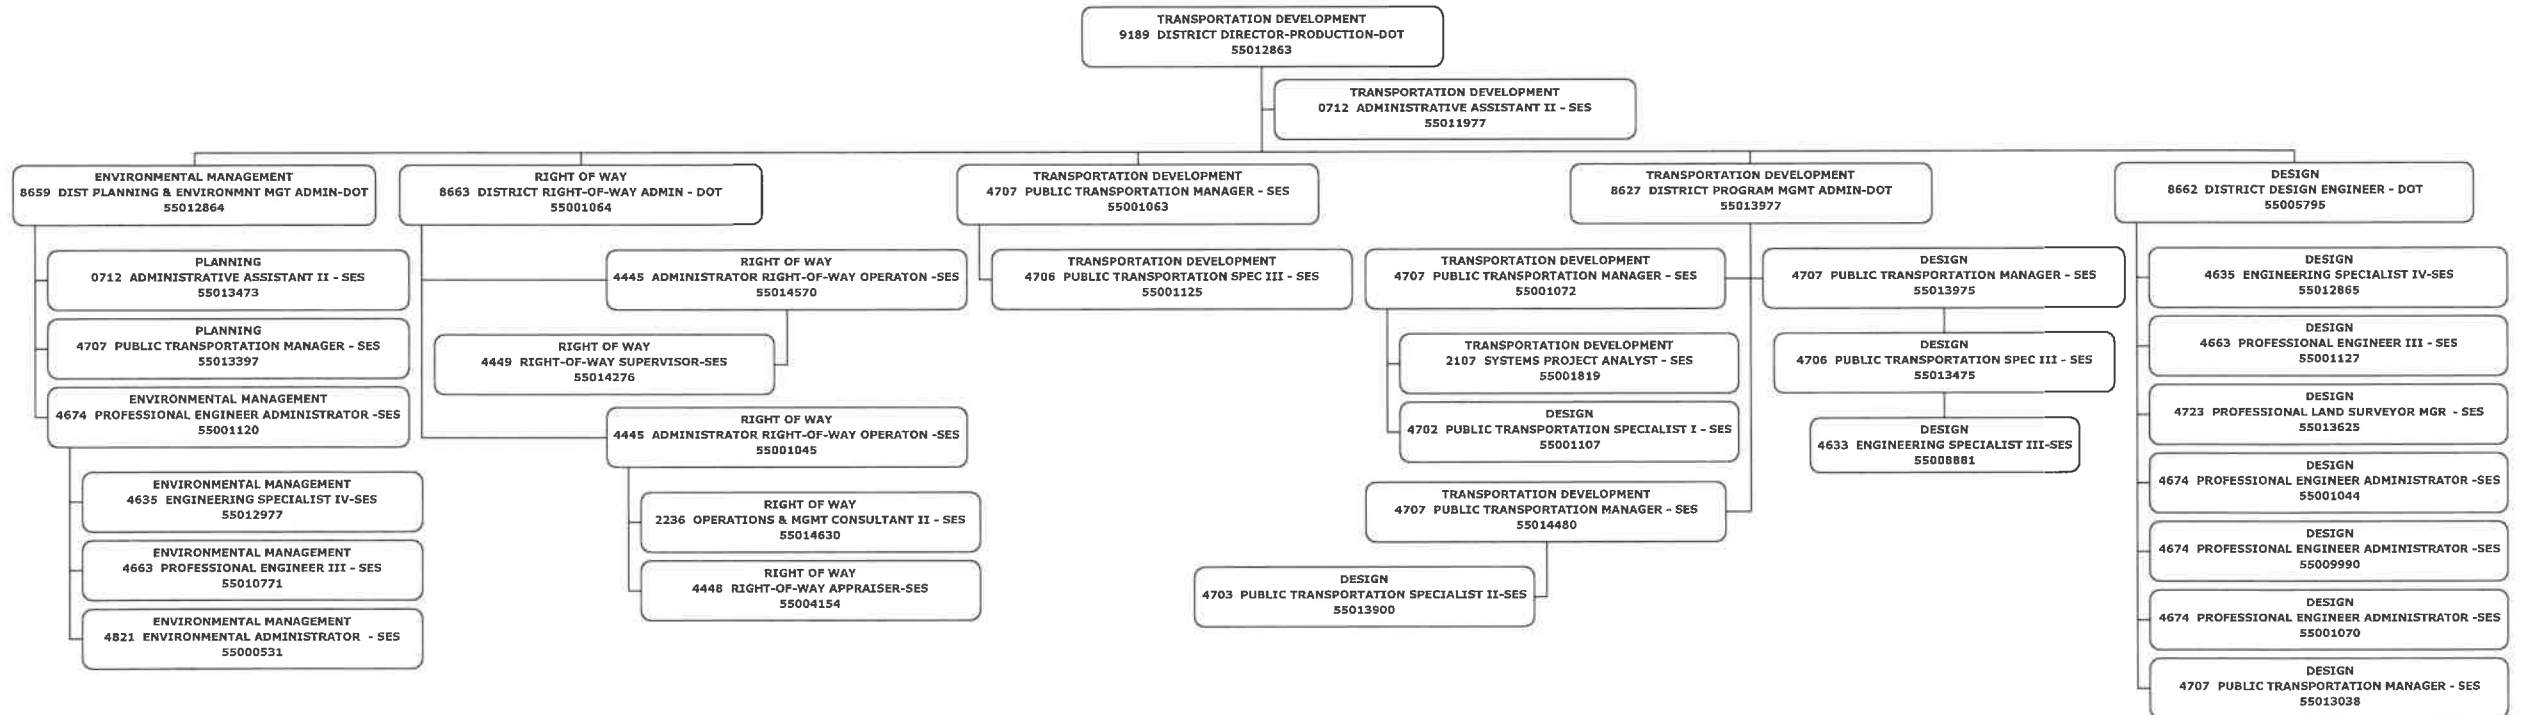 TRANSPORTATION DEVELOPMENT
9189 DISTRICT DIRECTOR-PRODUCTION-DOT
55012863
TRANSPORTATION DEVELOPMENT
0712 ADMINISTRATIVE ASSISTANT II - SES
55011977
ENVIRONMENTAL MANAGEMENT
8659 DIST PLANNING & ENVIRONMNT MGT ADMIN-DOT
55012864
PLANNING
0712 ADMINISTRATIVE ASSISTANT II - SES
55013473
PLANNING
4707 PUBLIC TRANSPORTATION MANAGER - SES
55013397
ENVIRONMENTAL MANAGEMENT
4674 PROFESSIONAL ENGINEER ADMINISTRATOR -SES
55001120
ENVIRONMENTAL MANAGEMENT
4635 ENGINEERING SPECIALIST IV-SES
55012977
ENVIRONMENTAL MANAGEMENT
4663 PROFESSIONAL ENGINEER III - SES
55010771
ENVIRONMENTAL MANAGEMENT
4821 ENVIRONMENTAL ADMINISTRATOR - SES
55000531
RIGHT OF WAY
8663 DISTRICT RIGHT-OF-WAY ADMIN - DOT
55001064
RIGHT OF WAY
4445 ADMINISTRATOR RIGHT-OF-WAY OPERATON -SES
55014570
RIGHT OF WAY
4449 RIGHT-OF-WAY SUPERVISOR-SES
55014276
RIGHT OF WAY
4445 ADMINISTRATOR RIGHT-OF-WAY OPERATON -SES
55001045
RIGHT OF WAY
2236 OPERATIONS & MGMT CONSULTANT II - SES
55014630
RIGHT OF WAY
4448 RIGHT-OF-WAY APPRAISER-SES
55004154
TRANSPORTATION DEVELOPMENT
4707 PUBLIC TRANSPORTATION MANAGER - SES
55001063
TRANSPORTATION DEVELOPMENT
4706 PUBLIC TRANSPORTATION SPEC III - SES
55001125
TRANSPORTATION DEVELOPMENT
8627 DISTRICT PROGRAM MGMT ADMIN-DOT
55013977
TRANSPORTATION DEVELOPMENT
4707 PUBLIC TRANSPORTATION MANAGER - SES
55001072
TRANSPORTATION DEVELOPMENT
2107 SYSTEMS PROJECT ANALYST - SES
55001819
DESIGN
4702 PUBLIC TRANSPORTATION SPECIALIST I - SES
55001107
TRANSPORTATION DEVELOPMENT
4707 PUBLIC TRANSPORTATION MANAGER - SES
55014480
DESIGN
4703 PUBLIC TRANSPORTATION SPECIALIST II-SES
55013900
DESIGN
4707 PUBLIC TRANSPORTATION MANAGER - SES
55013975
DESIGN
4706 PUBLIC TRANSPORTATION SPEC III - SES
55013475
DESIGN
4633 ENGINEERING SPECIALIST III-SES
55008881
DESIGN
8662 DISTRICT DESIGN ENGINEER - DOT
55005795
DESIGN
4635 ENGINEERING SPECIALIST IV-SES
55012865
DESIGN
4663 PROFESSIONAL ENGINEER III - SES
55001127
DESIGN
4723 PROFESSIONAL LAND SURVEYOR MGR - SES
55013625
DESIGN
4674 PROFESSIONAL ENGINEER ADMINISTRATOR -SES
55001044
DESIGN
4674 PROFESSIONAL ENGINEER ADMINISTRATOR -SES
55009990
DESIGN
4674 PROFESSIONAL ENGINEER ADMINISTRATOR -SES
55001070
DESIGN
4707 PUBLIC TRANSPORTATION MANAGER - SES
55013038